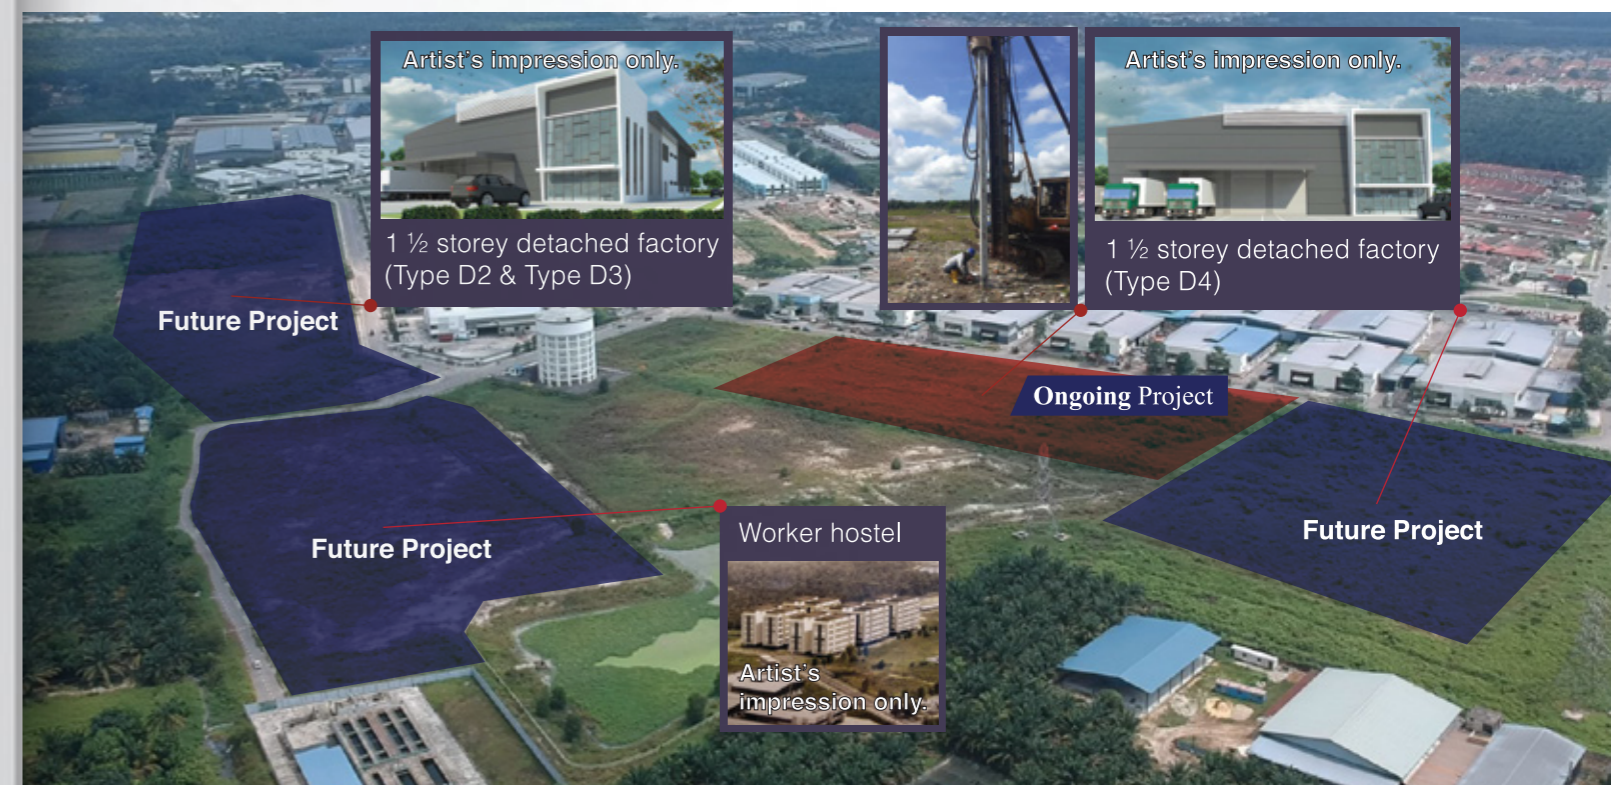 Artist's impression only.
1 ½ storey detached factory
(Type D2 & Type D3)
Artist's impression only.
1 ½ storey detached factory
(Type D4)
Future Project
Ongoing Project
Future Project
Future Project
Worker hostel
Artist's
impression only.